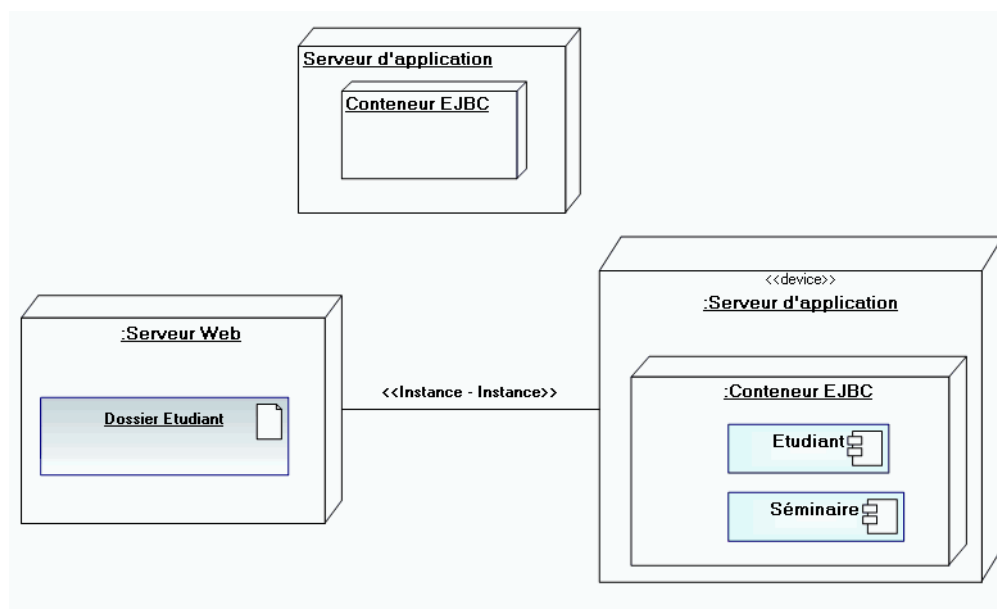 Serveur d'application
Conteneur EJBC
:Serveur Web
Dossier Etudiant
<<Instance - Instance>>
<<device>>
:Serveur d'application
:Conteneur EJBC
Etudiant
Séminaire